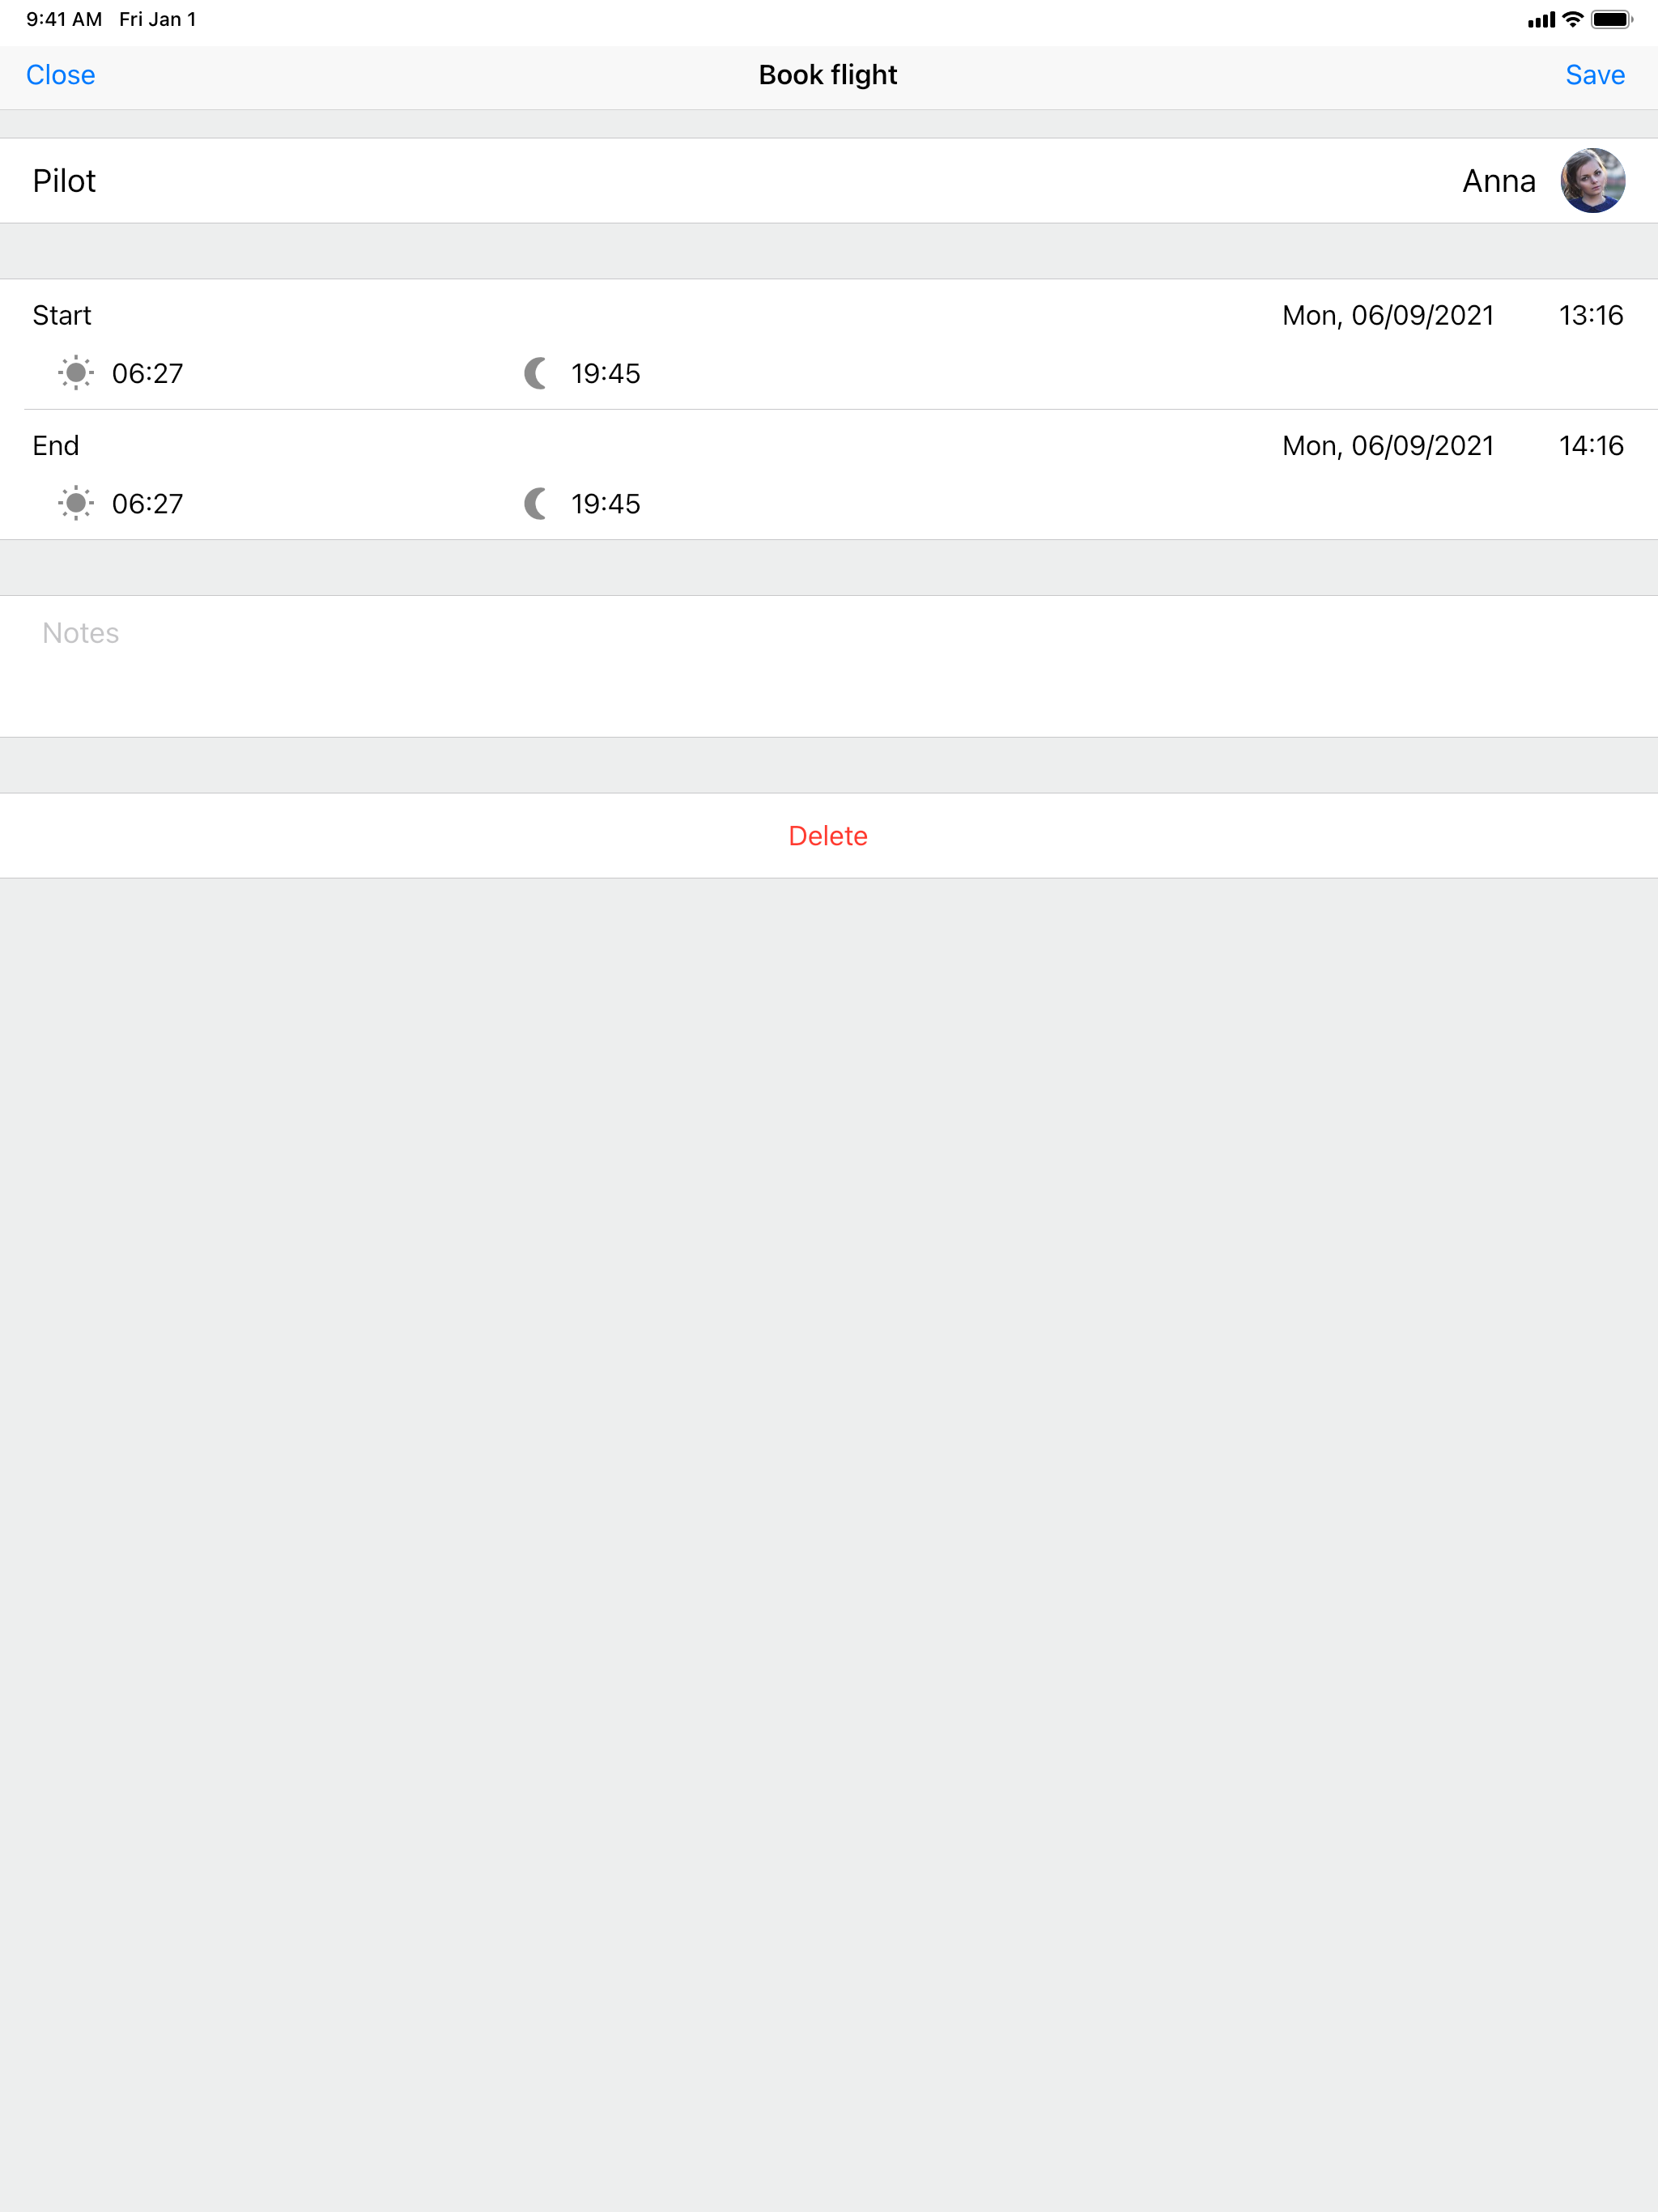 9:41 AM Fri Jan 1
Close Book flight Save
Pilot Anna
Start Mon, 06/09/2021 13:16
06:27 19:45
End Mon, 06/09/2021 14:16
06:27 19:45
Notes
Delete